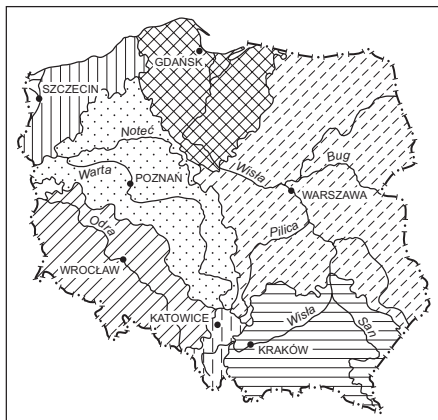 GDAŃSK
SZCZECIN
Noteć
Wisła
Bug
Warta
POZNAŃ
WARSZAWA
Odra
Pilica
WROCŁAW
KATOWICE
Wisła
San
KRAKÓW